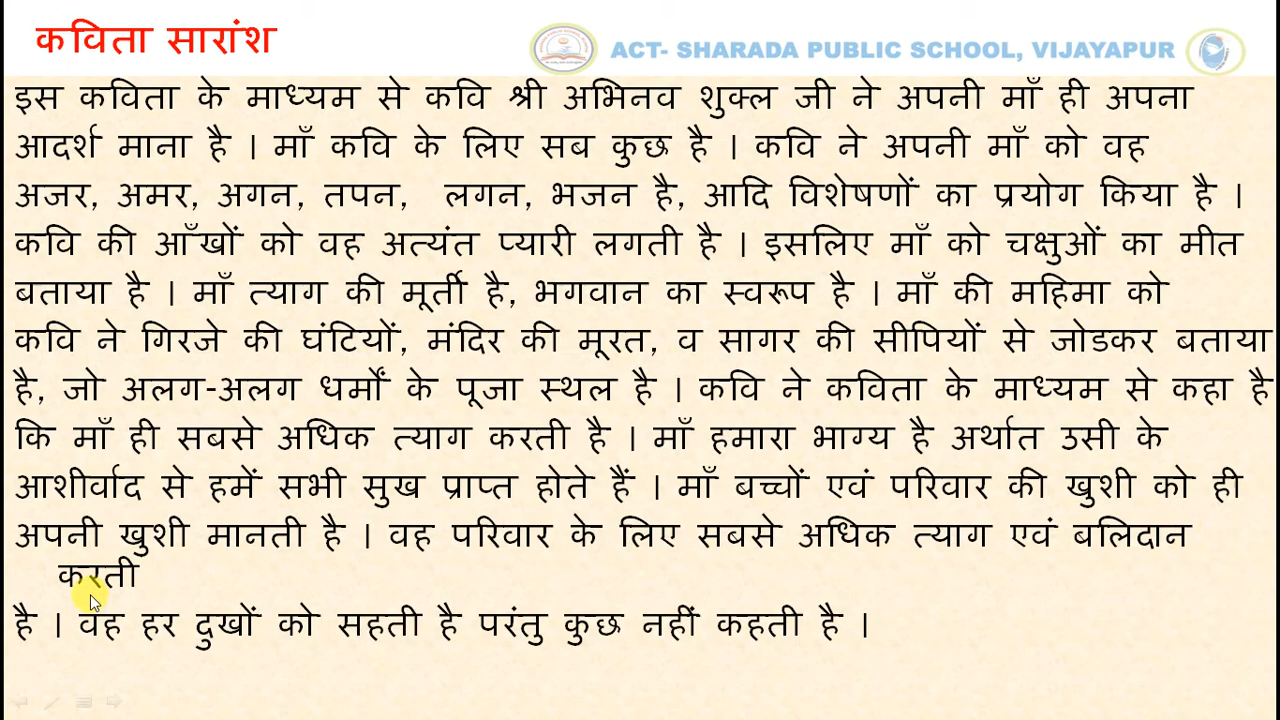 कविता सारांश
ACT- SHARADA PUBLIC SCHOOL, VIJAYAPUR
इस कविता के माध्यम से कवि श्री अभिनव शुक्ल जी ने अपनी माँ ही अपना
आदर्श माना है । माँ कवि के लिए सब कुछ है । कवि ने अपनी माँ को वह
अजर, अमर, अगन, तपन, लगन, भजन है, आदि विशेषणों का प्रयोग किया है ।
कवि की आँखों को वह अत्यंत प्यारी लगती है । इसलिए माँ को चक्षुओं का मीत
बताया है । माँ त्याग की मूर्ती है, भगवान का स्वरूप है । माँ की महिमा को
कवि ने गिरजे की घंटियों, मंदिर की मूरत, व सागर की सीपियों से जोडकर बताया
है, जो अलग-अलग धर्मों के पूजा स्थल है । कवि ने कविता के माध्यम से कहा है
कि माँ ही सबसे अधिक त्याग करती है । माँ हमारा भाग्य है अर्थात उसी के
आशीर्वाद से हमें सभी सुख प्राप्त होते हैं । माँ बच्चों एवं परिवार की खुशी को ही
अपनी खुशी मानती है । वह परिवार के लिए सबसे अधिक त्याग एवं बलिदान
करती
है । वह हर दुखों को सहती है परंतु कुछ नहीं कहती है ।